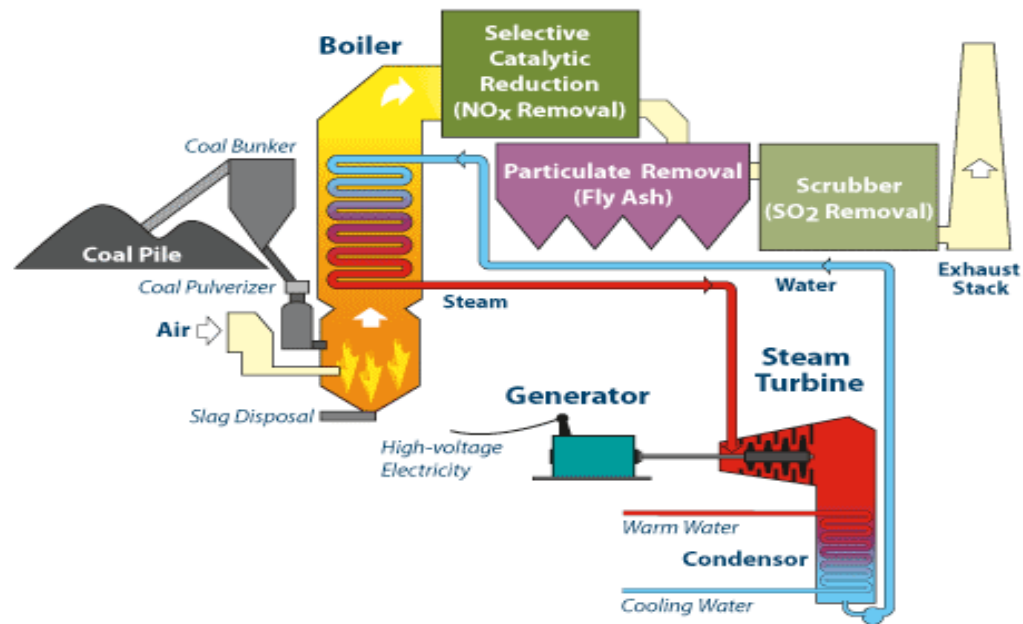 Boiler
Selective
Catalytic
Reduction
(NOx Removal)
Coal Bunker
Particulate Removal
(Fly Ash)
Scrubber
(SO2 Removal)
Coal Pile
Coal Pulverizer
Exhaust
Stack
Steam
Water
Air
Steam
Turbine
Generator
Slag Disposal
High-voltage
Electricity
Warm Water
Condensor
Cooling Water